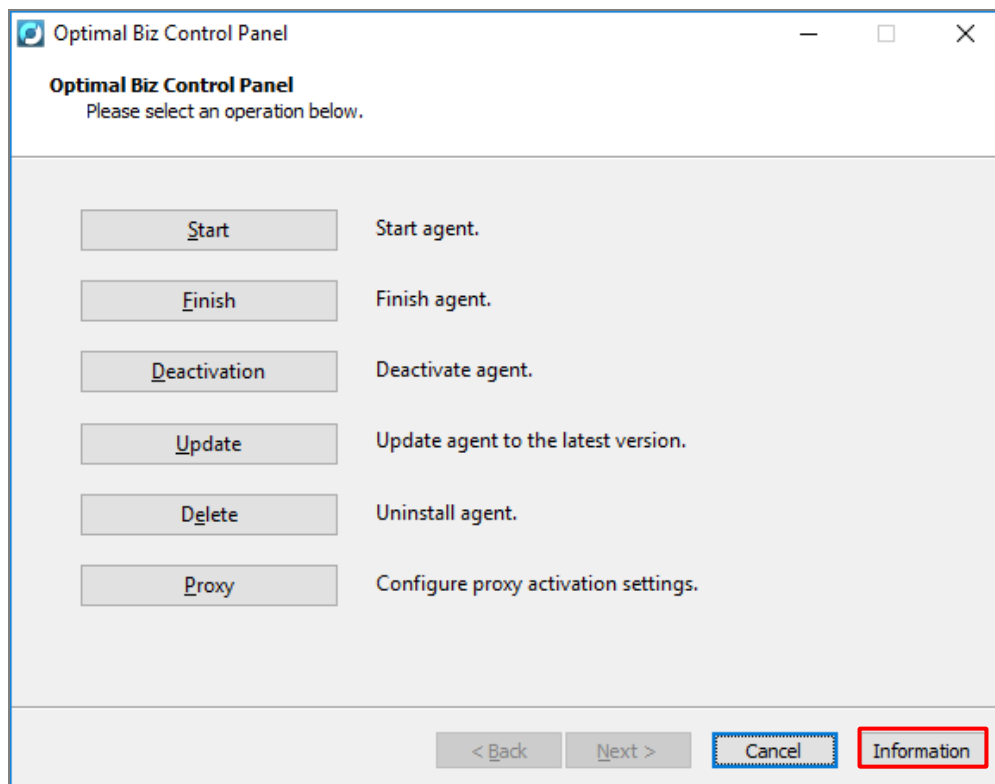 Optimal Biz Control Panel
Optimal Biz Control Panel
Please select an operation below.
Start Start agent.
Finish Finish agent.
Deactivation Deactivate agent.
Update Update agent to the latest version.
Delete Uninstall agent.
Proxy Configure proxy activation settings.
< Back Next > Cancel Information